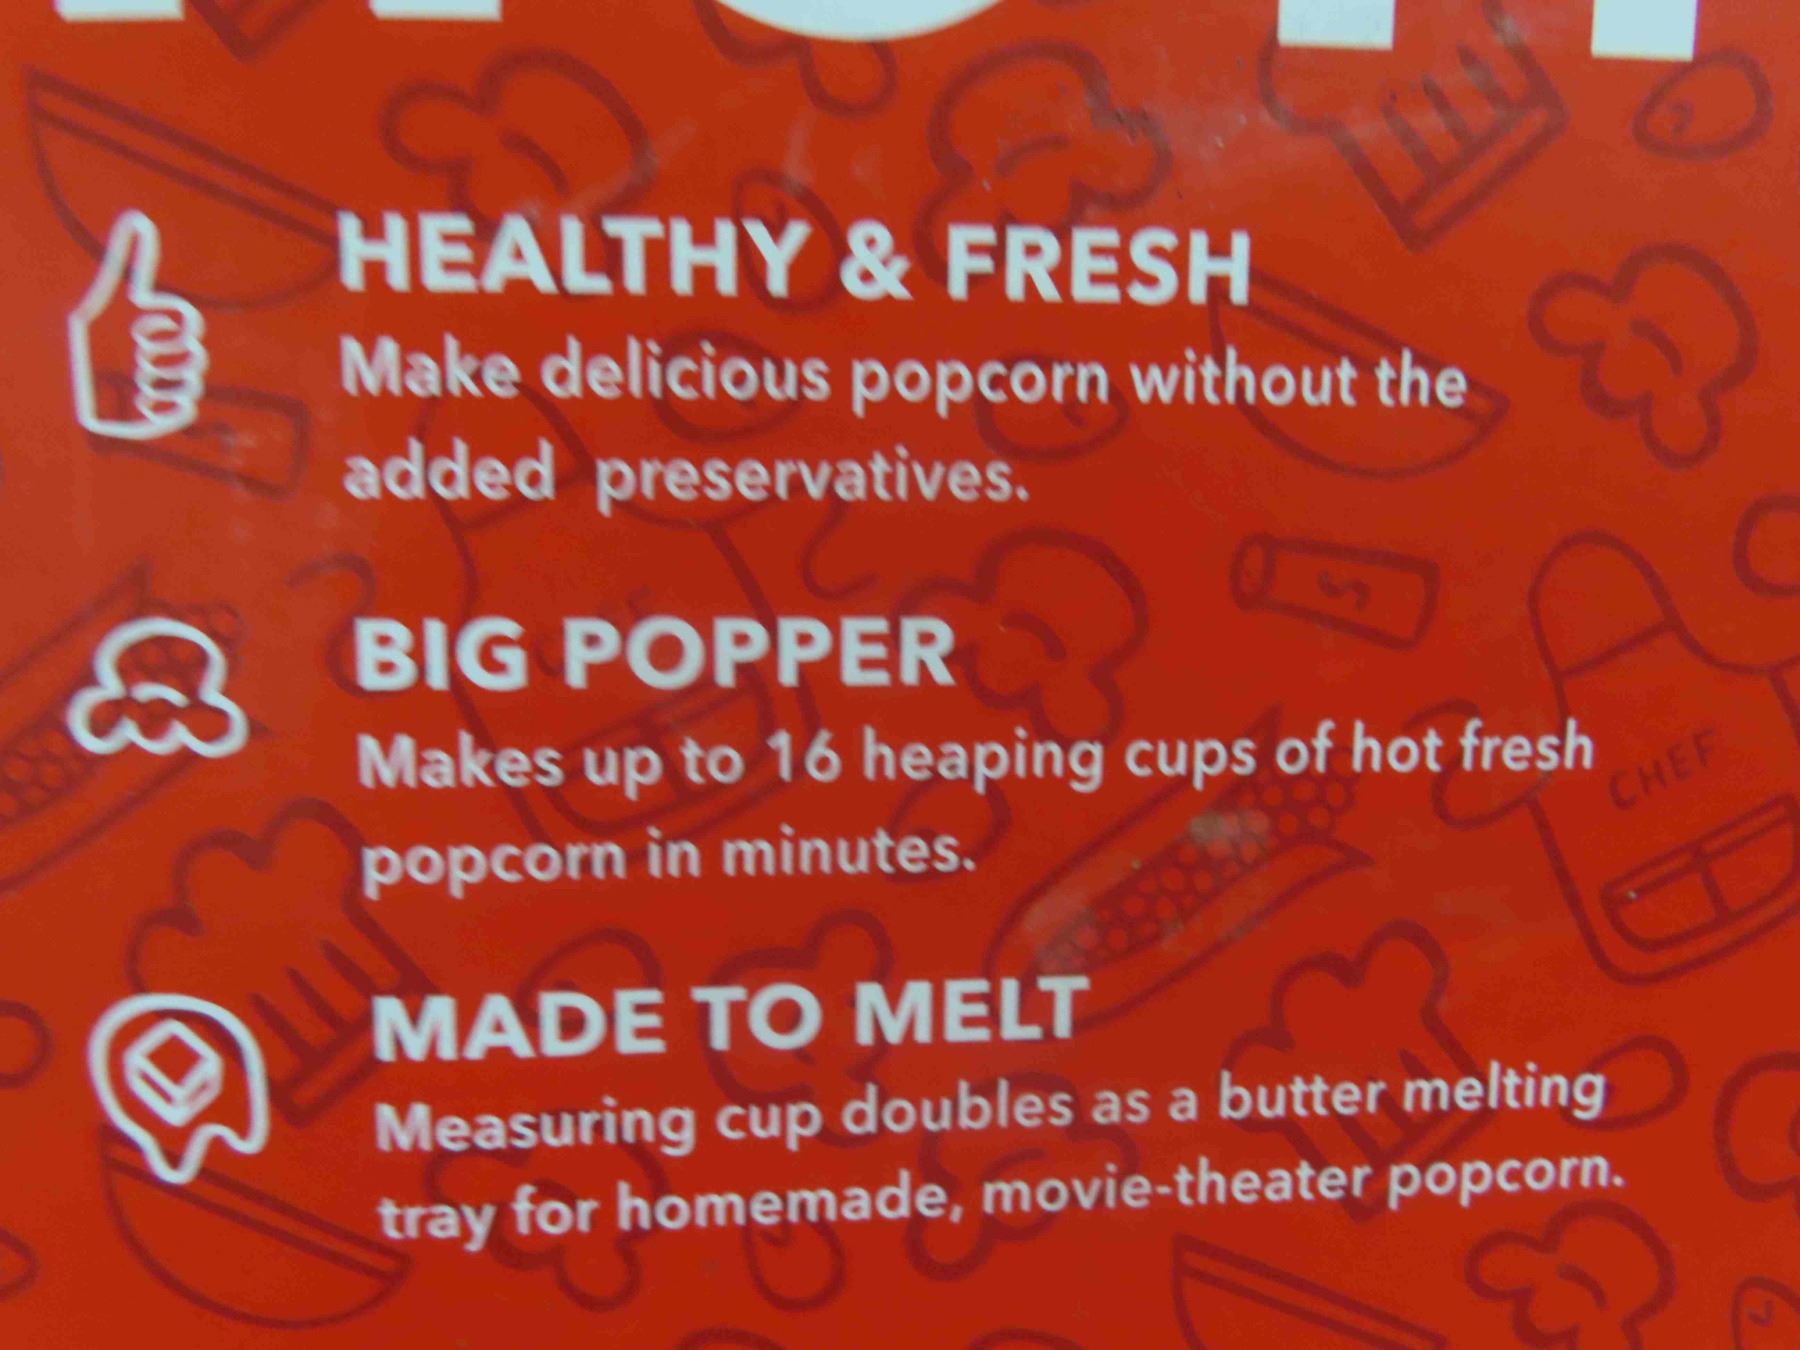 HEALTHY & FRESH
Make delicious popcorn without the
added preservatives.
BIG POPPER
Makes up to 16 heaping cups of hot fresh
popcorn in minutes.
CHEF
MADE TO MELT
Measuring cup doubles as a butter melting
tray for homemade, movie-theater popcorn.